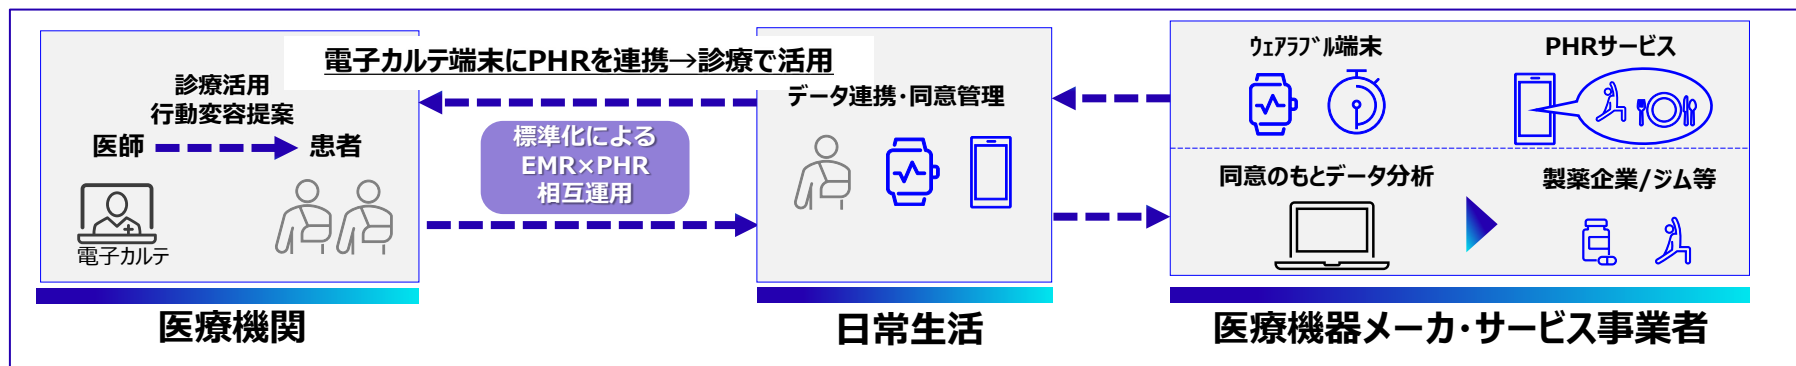 電子カルテ端末にPHRを連携→診療で活用
診療活用
行動変容提案
医師
患者
電子カルテ
医療機関
標準化による
EMR×PHR
相互運用
データ連携・同意管理
日常生活
ｳｪｱﾗﾌﾞﾙ端末
PHRサービス
同意のもとデータ分析
製薬企業/ジム等
医療機器メーカ・サービス事業者